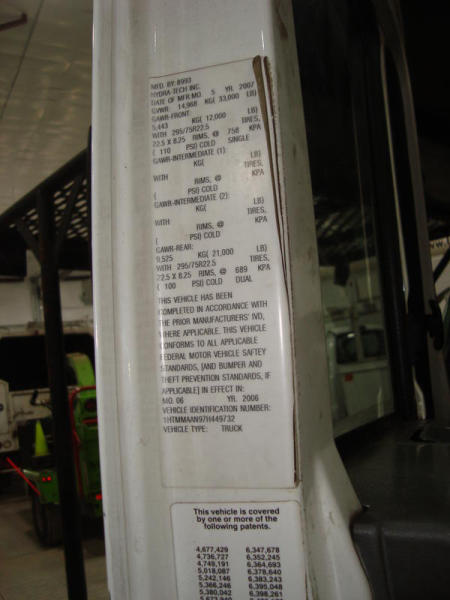 MFD. BY: 8993
HYDRA-TECH INC.
DATE OF MFR:MO. 5 YR. 2007
GVWR: 14,968 KG( 33,000 LB)
GAWR-FRONT:
5,443 KG( 12,000 LB)
WITH 295/75R22.5 TIRES,
22.5 X 8.25 RIMS, @ 758 KPA
( 110 PSI) COLD SINGLE
GAWR-INTERMEDIATE (1):
KG( LB)
WITH TIRES,
RIMS, @ KPA
( PSI) COLD
GAWR-INTERMEDIATE (2):
KG( LB)
WITH TIRES,
RIMS, @ KPA
( PSI) COLD
GAWR-REAR:
9,525 KG( 21,000 LB)
WITH 295/75R22.5 TIRES,
22.5 X 8.25 RIMS, @ 689 KPA
( 100 PSI) COLD DUAL
THIS VEHICLE HAS BEEN
COMPLETED IN ACCORDANCE WITH
THE PRIOR MANUFACTURERS' IVD,
WHERE APPLICABLE. THIS VEHICLE
CONFORMS TO ALL APPLICABLE
FEDERAL MOTOR VEHICLE SAFTEY
STANDARDS, [AND BUMPER AND
THEFT PREVENTION STANDARDS, IF
APPLICABLE] IN EFFECT IN:
MO. 06 YR. 2006
VEHICLE IDENTIFICATION NUMBER:
1HTMMAAN97H449732
VEHICLE TYPE: TRUCK
This vehicle is covered
by one or more of the
following patents.
4,677,429 6,347,678
4,736,727 6,352,245
4,749,191 6,364,693
5,018,087 6,378,640
5,242,146 6,383,243
5,366,246 6,395,048
5,380,042 6,398,261